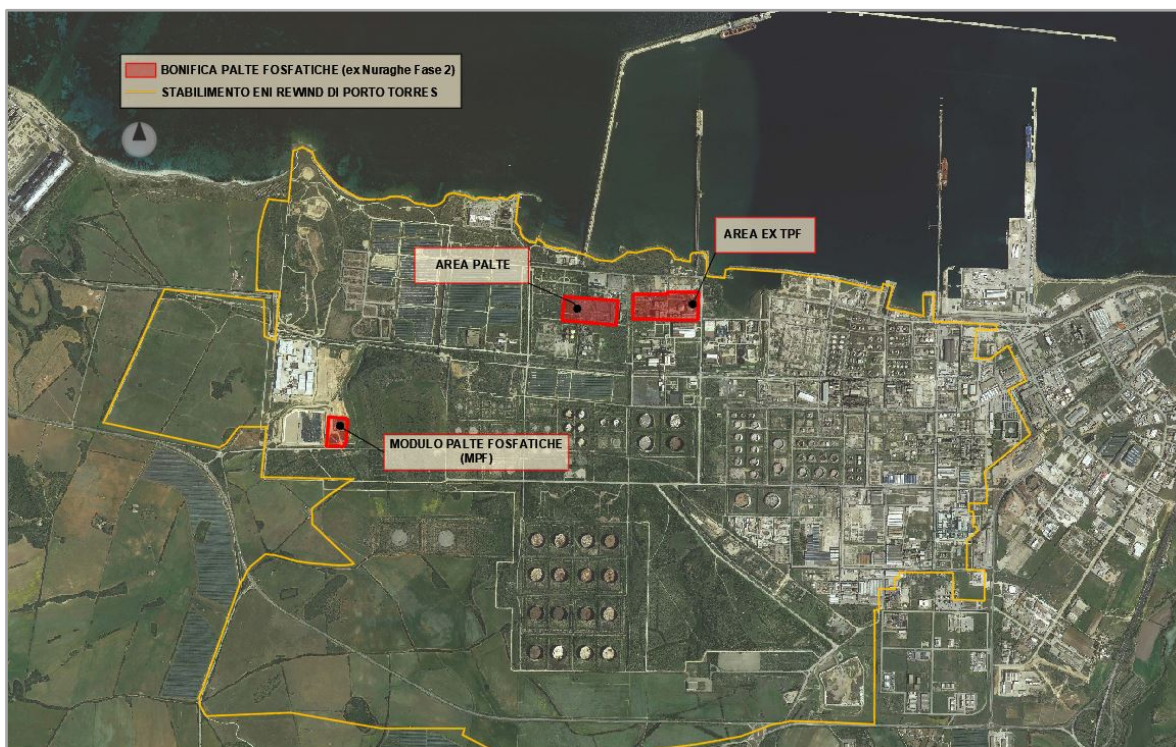 BONIFICA PALTE FOSFATICHE (ex Nuraghe Fase 2)
STABILIMENTO ENI REWIND DI PORTO TORRES
AREA EX TPF
AREA PALTE
MODULO PALTE FOSFATICHE
(MPF)